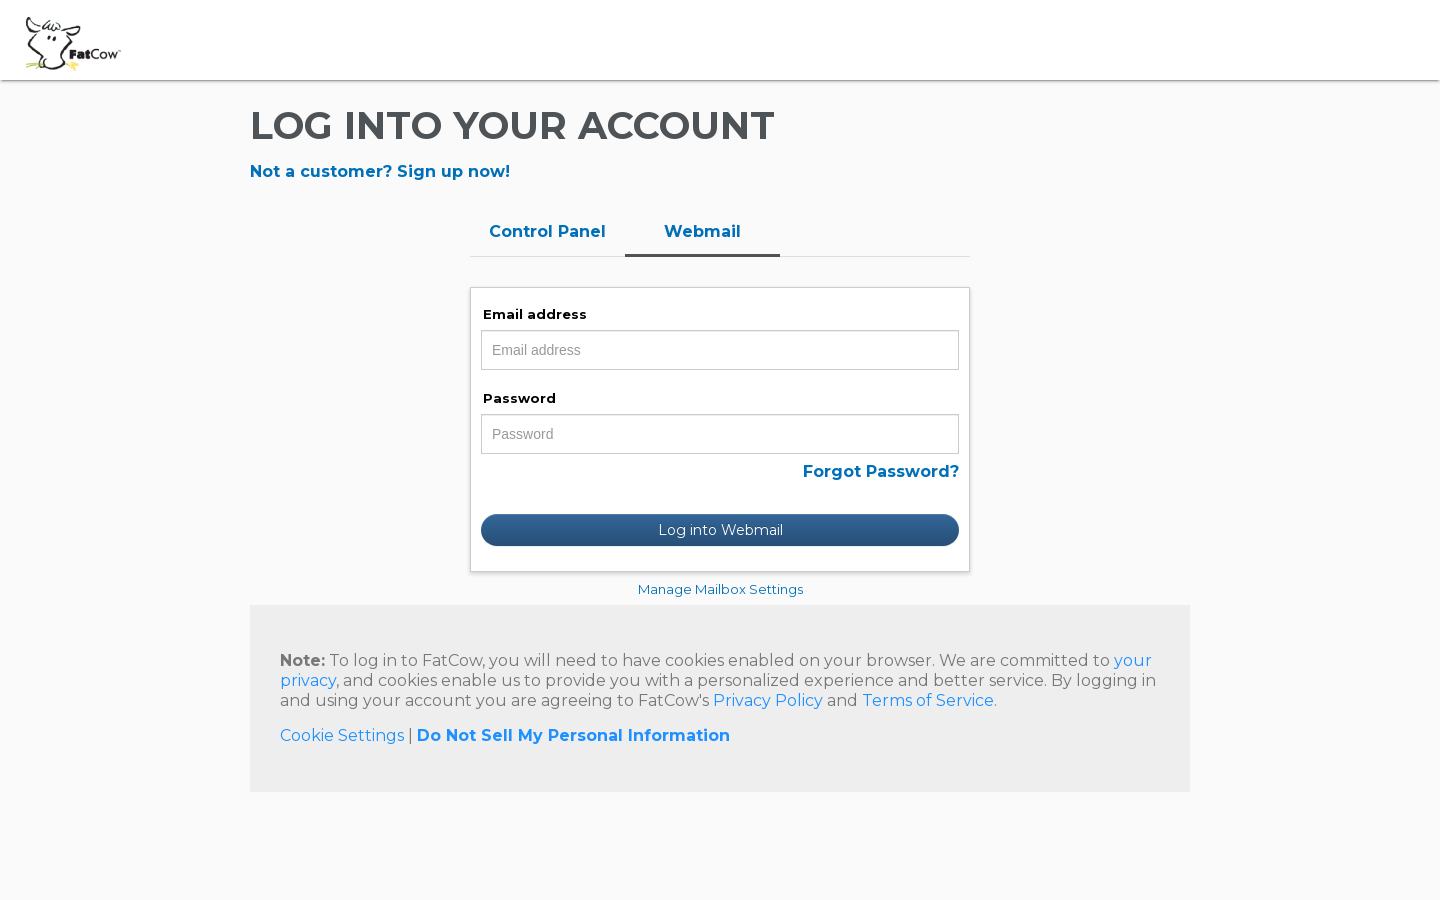 FatCow
LOG INTO YOUR ACCOUNT
Not a customer? Sign up now!
Control Panel
Webmail
Email address
Email address
Password
Password
Forgot Password?
Log into Webmail
Manage Mailbox Settings
Note: To log in to FatCow, you will need to have cookies enabled on your browser. We are committed to your
privacy, and cookies enable us to provide you with a personalized experience and better service. By logging in
and using your account you are agreeing to FatCow's Privacy Policy and Terms of Service.
Cookie Settings | Do Not Sell My Personal Information